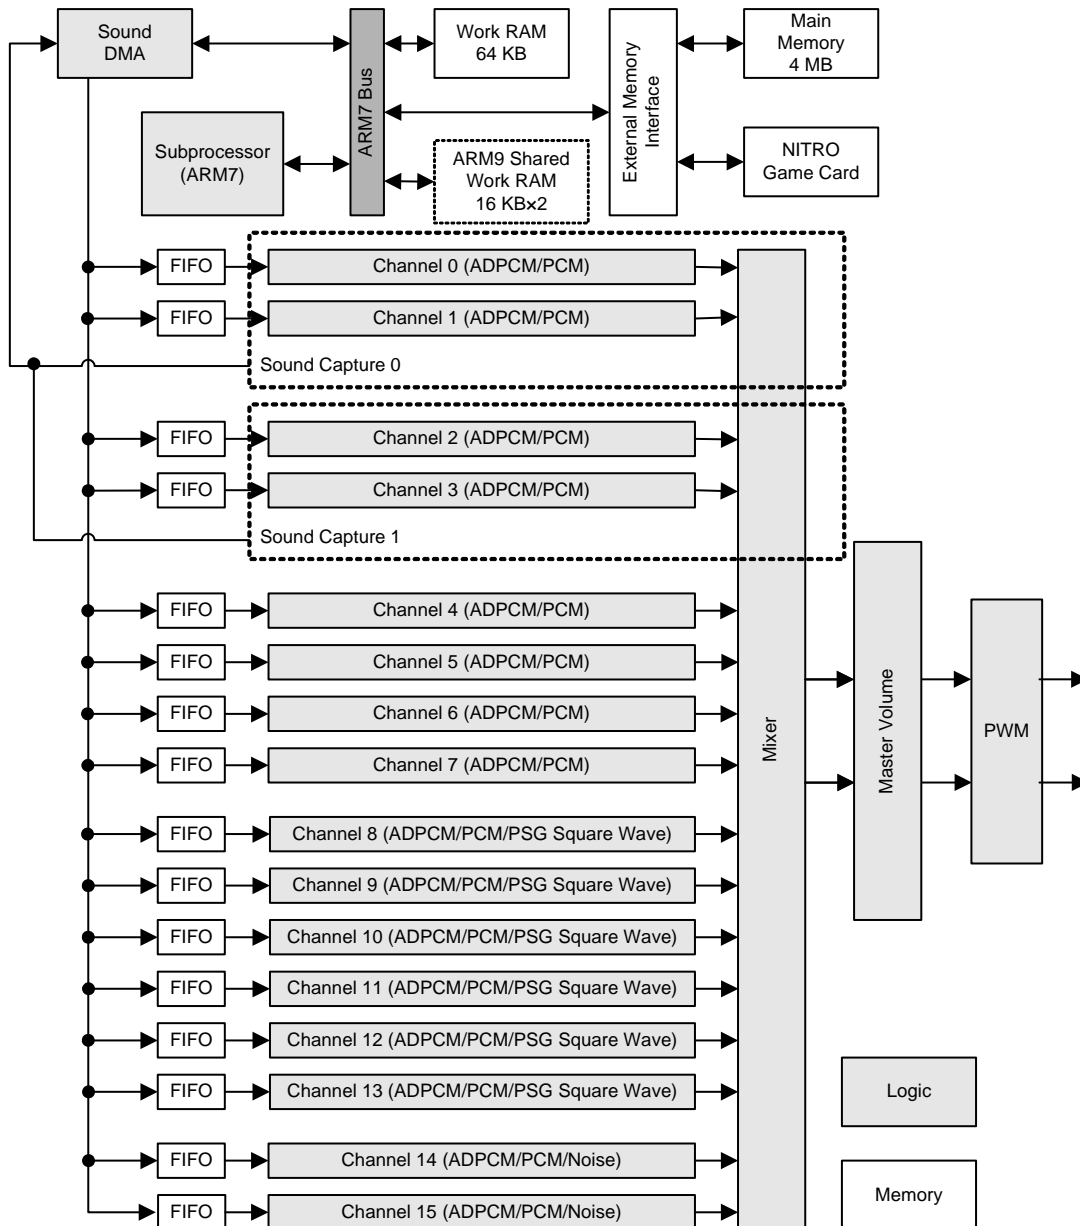 Sound
DMA
ARM7 Bus
Work RAM
64 KB
External Memory
Interface
Main
Memory
4 MB
Subprocessor
(ARM7)
ARM9 Shared
Work RAM
16 KB×2
NITRO
Game Card
FIFO
Channel 0 (ADPCM/PCM)
FIFO
Channel 1 (ADPCM/PCM)
Sound Capture 0
FIFO
Channel 2 (ADPCM/PCM)
FIFO
Channel 3 (ADPCM/PCM)
Sound Capture 1
FIFO
Channel 4 (ADPCM/PCM)
FIFO
Channel 5 (ADPCM/PCM)
FIFO
Channel 6 (ADPCM/PCM)
FIFO
Channel 7 (ADPCM/PCM)
Mixer
Master Volume
PWM
FIFO
Channel 8 (ADPCM/PCM/PSG Square Wave)
FIFO
Channel 9 (ADPCM/PCM/PSG Square Wave)
FIFO
Channel 10 (ADPCM/PCM/PSG Square Wave)
FIFO
Channel 11 (ADPCM/PCM/PSG Square Wave)
FIFO
Channel 12 (ADPCM/PCM/PSG Square Wave)
FIFO
Channel 13 (ADPCM/PCM/PSG Square Wave)
Logic
FIFO
Channel 14 (ADPCM/PCM/Noise)
FIFO
Channel 15 (ADPCM/PCM/Noise)
Memory